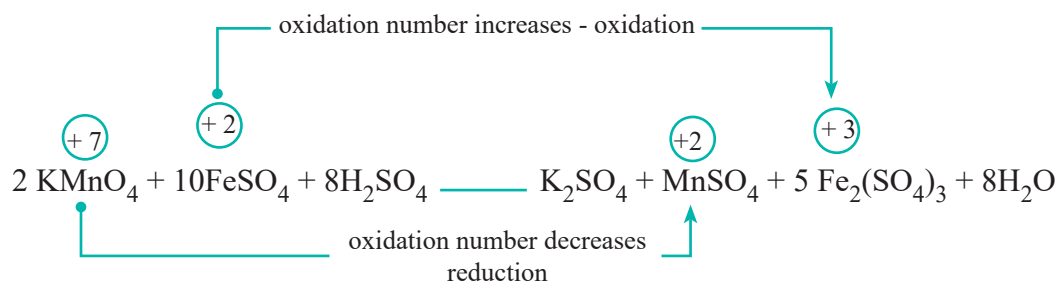 oxidation number increases - oxidation
+ 7 + 2 +2 + 3
2 KMnO₄ + 10FeSO₄ + 8H₂SO₄ K₂SO₄ + MnSO₄ + 5 Fe₂(SO₄)₃ + 8H₂O
oxidation number decreases
reduction